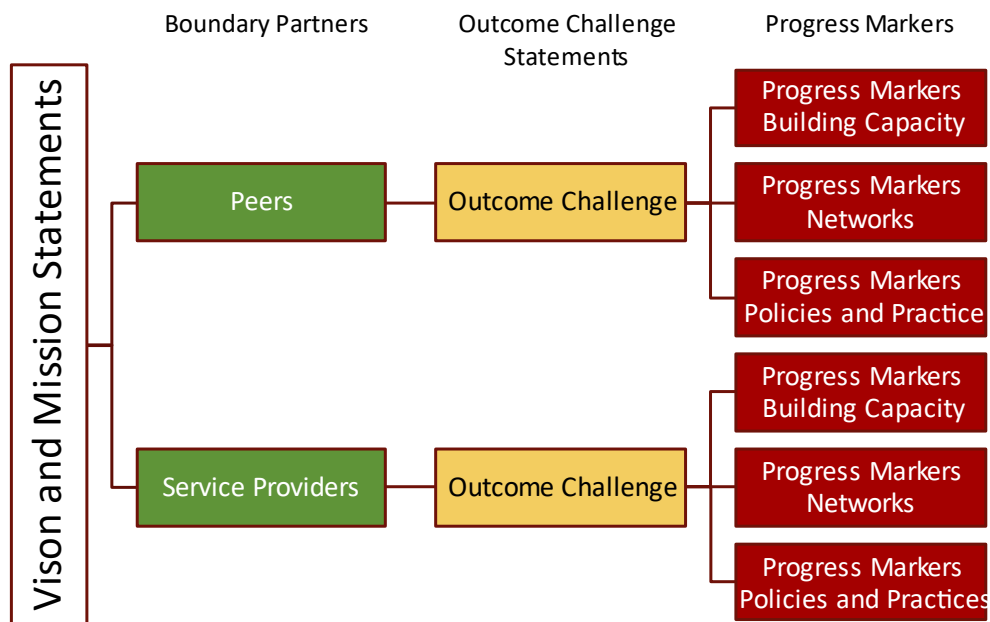 Boundary Partners
Outcome Challenge
Statements
Progress Markers
Vison and Mission Statements
Peers
Outcome Challenge
Progress Markers
Building Capacity
Progress Markers
Networks
Progress Markers
Policies and Practice
Service Providers
Outcome Challenge
Progress Markers
Building Capacity
Progress Markers
Networks
Progress Markers
Policies and Practices